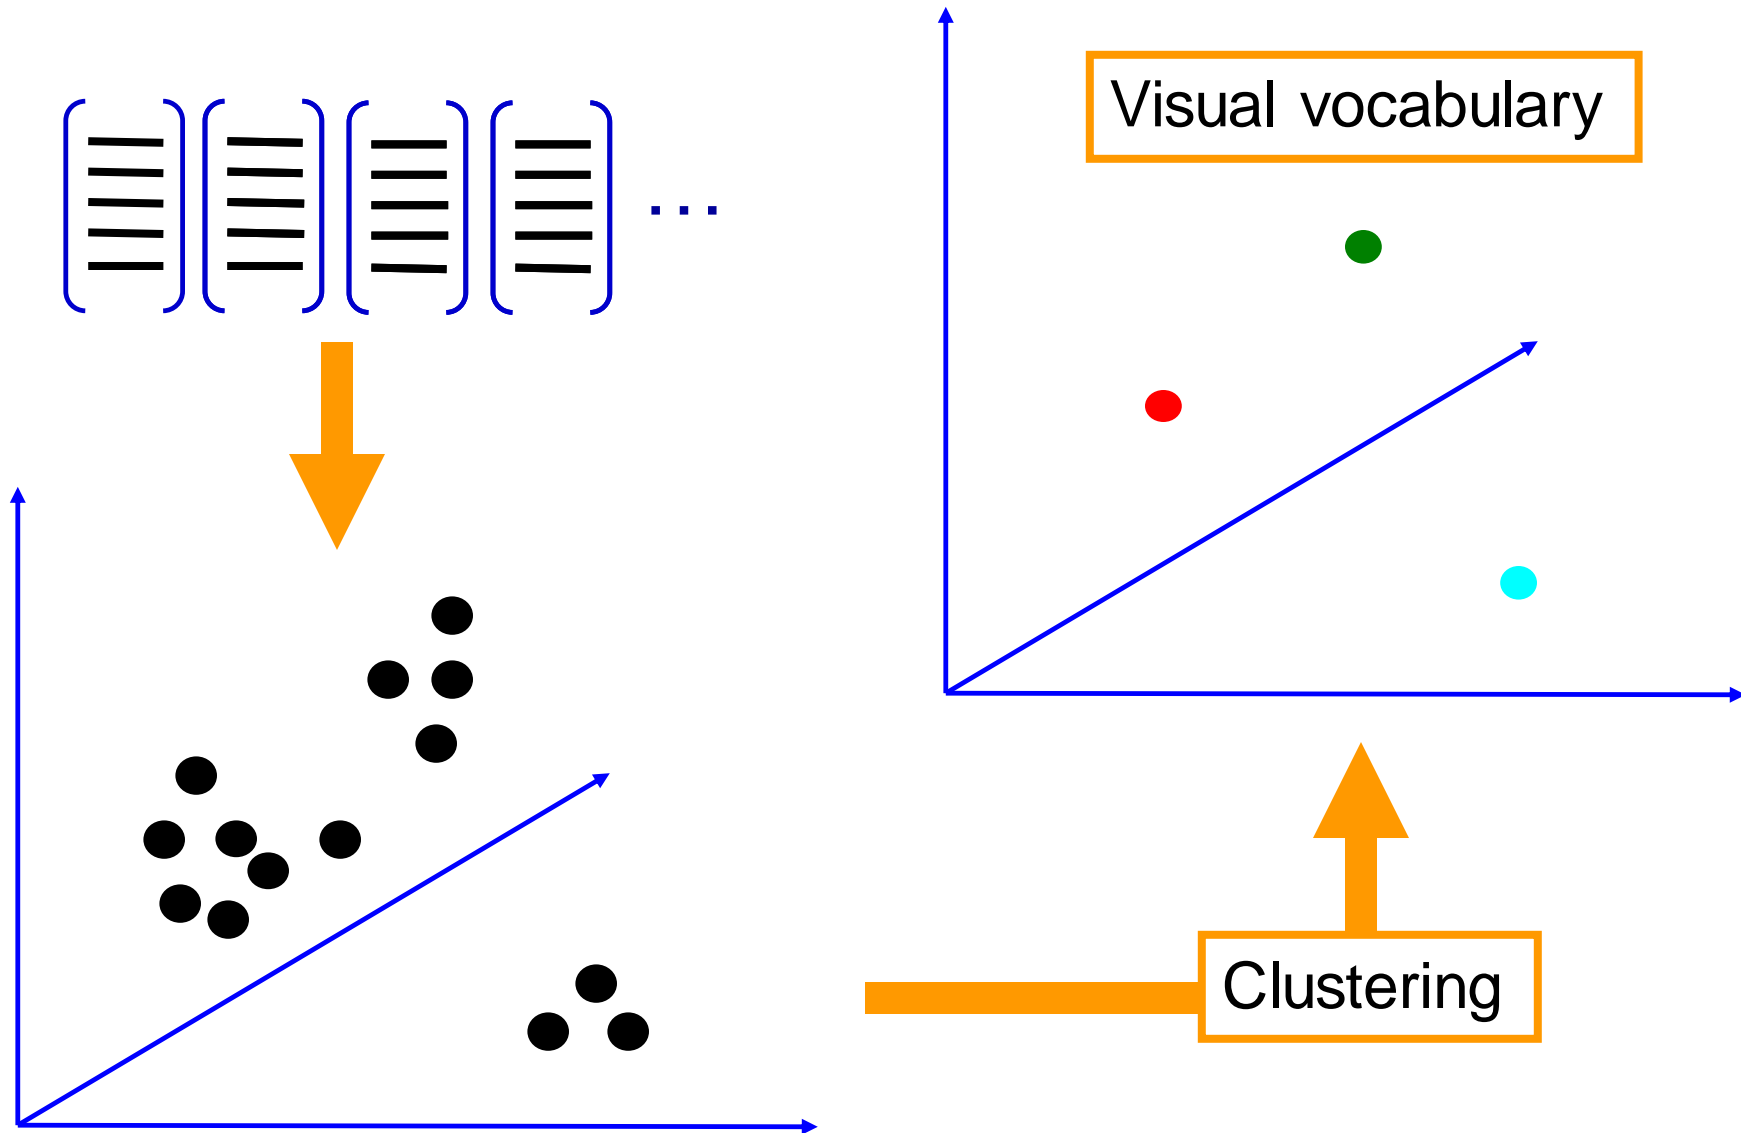 Visual vocabulary
. . .
Clustering